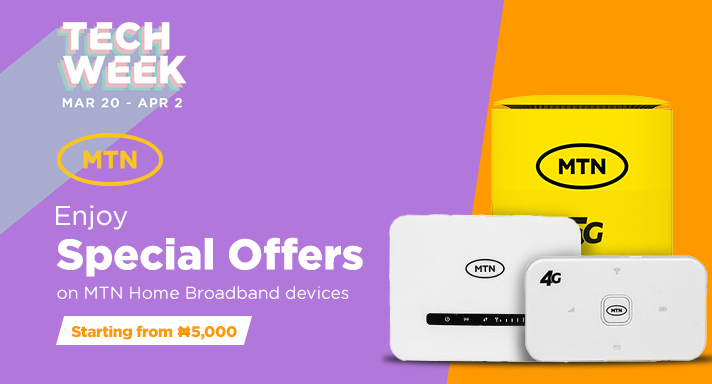 TECH
WEEK
MAR 20 - APR 2
MTN
Enjoy
Special Offers
on MTN Home Broadband devices
Starting from ₦5,000
MTN
5G
MTN
4G
MTN